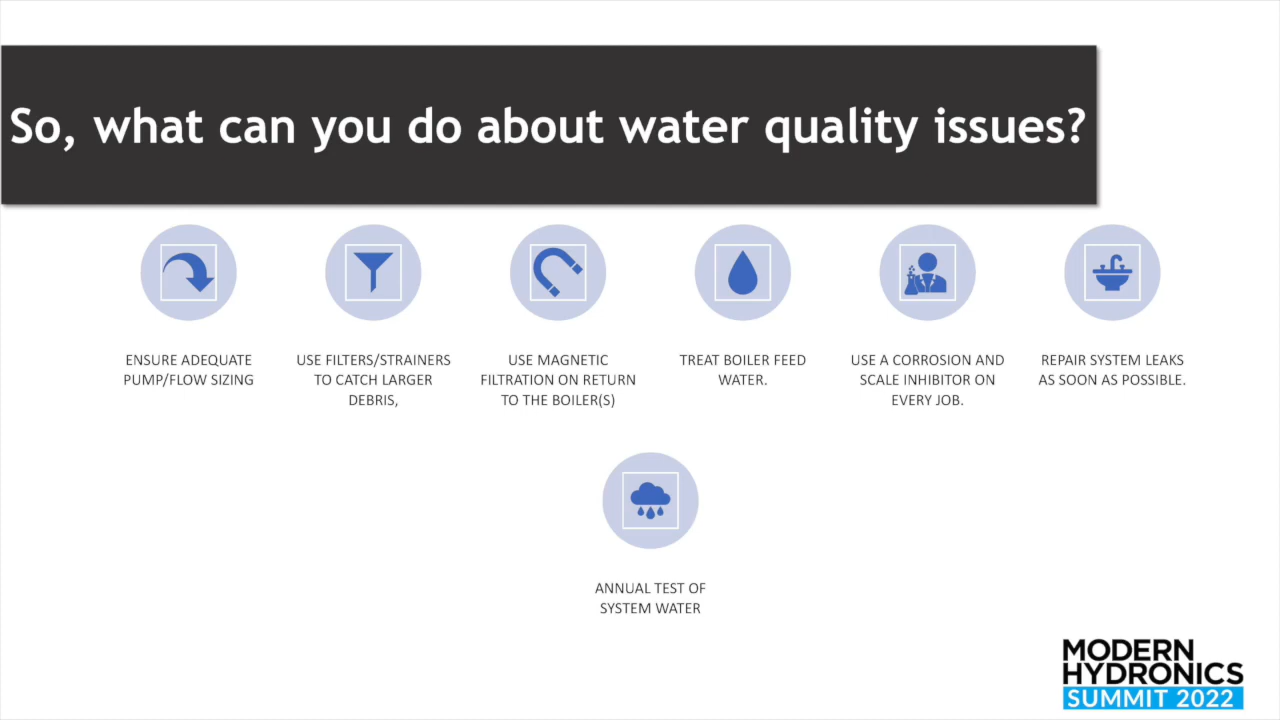 So, what can you do about water quality issues?
ENSURE ADEQUATE
PUMP/FLOW SIZING
USE FILTERS/STRAINERS
TO CATCH LARGER
DEBRIS,
USE MAGNETIC
FILTRATION ON RETURN
TO THE BOILER(S)
TREAT BOILER FEED
WATER.
USE A CORROSION AND
SCALE INHIBITOR ON
EVERY JOB.
REPAIR SYSTEM LEAKS
AS SOON AS POSSIBLE.
ANNUAL TEST OF
SYSTEM WATER
MODERN
HYDRONICS
SUMMIT 2022